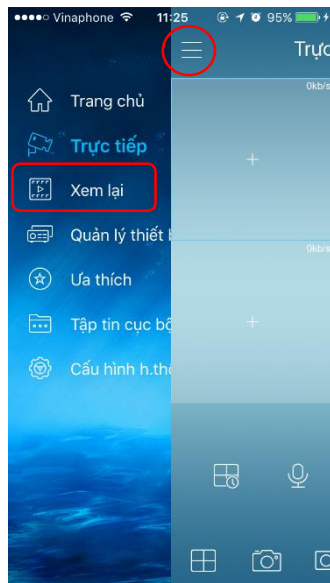 Vinaphone 11:25 95%
Trực
0kb/s
Trang chủ
Trực tiếp
Xem lại
Quản lý thiết
0kb/s
Ưa thích
Tập tin cục bộ
Cấu hình h.thố